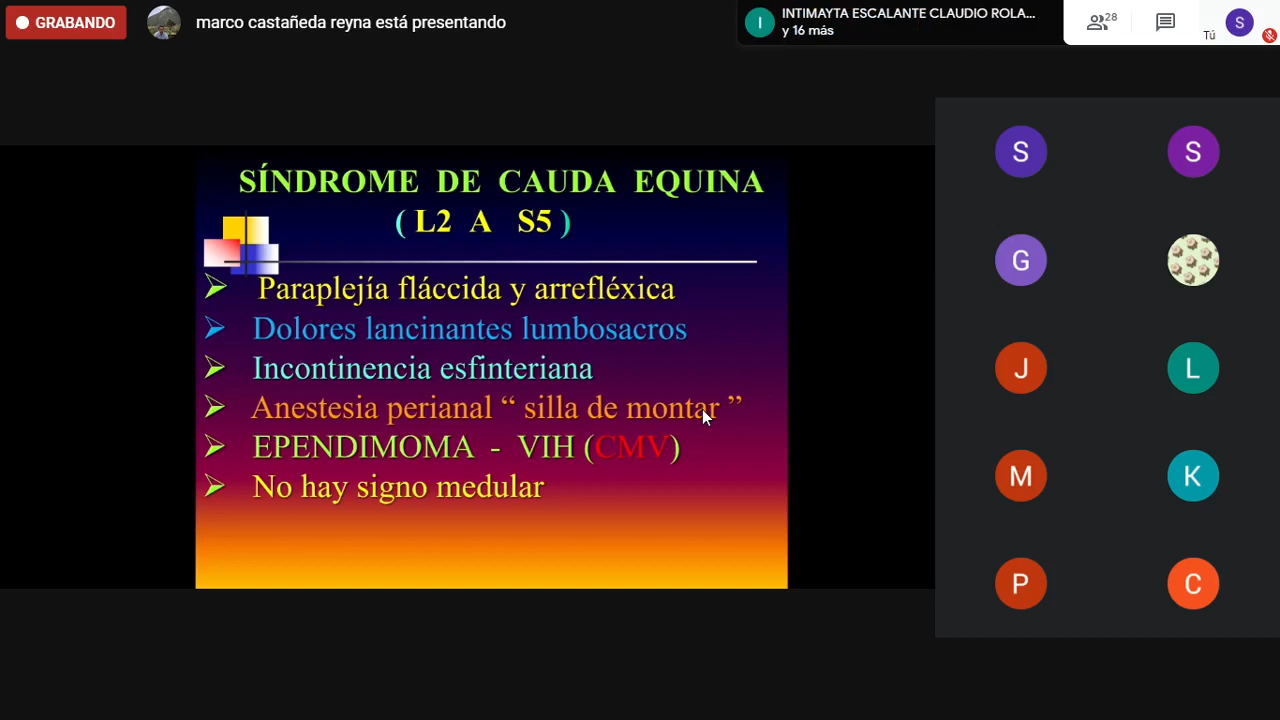 GRABANDO
marco castañeda reyna está presentando
I
INTIMAYTA ESCALANTE CLAUDIO ROLA...
y 16 más
28
Tú
S
SÍNDROME DE CAUDA EQUINA
( L2 A S5 )
Paraplejía fláccida y arrefléxica
Dolores lancinantes lumbosacros
Incontinencia esfinteriana
Anestesia perianal “ silla de montar ”
EPENDIMOMA - VIH (CMV)
No hay signo medular
S
S
G
J
L
M
K
P
C